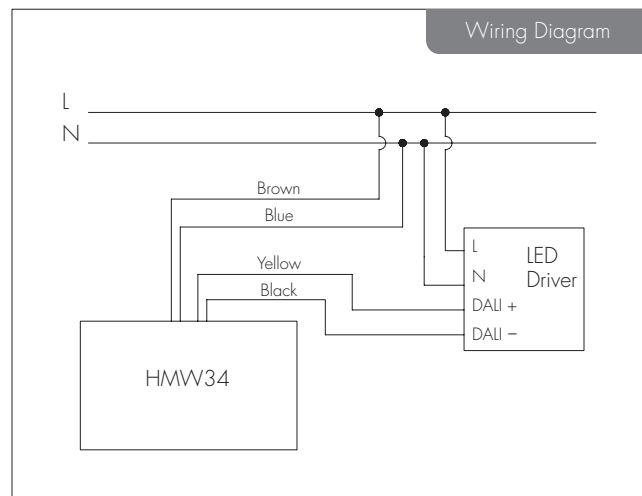 Wiring Diagram
L
N
Brown
Blue
Yellow
Black
L
N
DALI +
DALI −
LED
Driver
HMW34